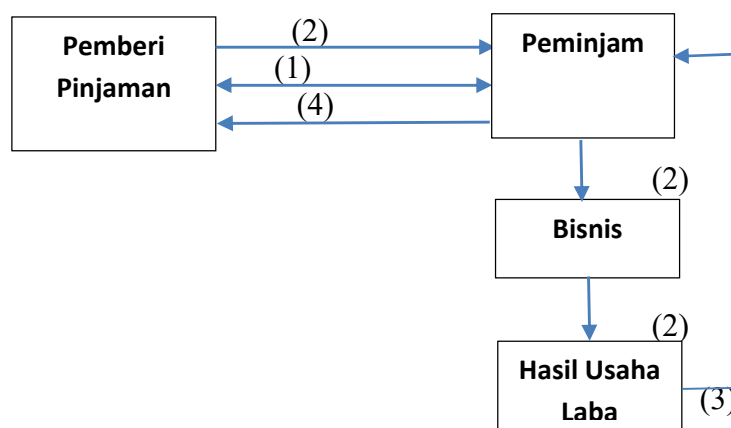 Pemberi
Pinjaman
(2)
(1)
(4)
Peminjam
(2)
Bisnis
(2)
Hasil Usaha
Laba
(3)